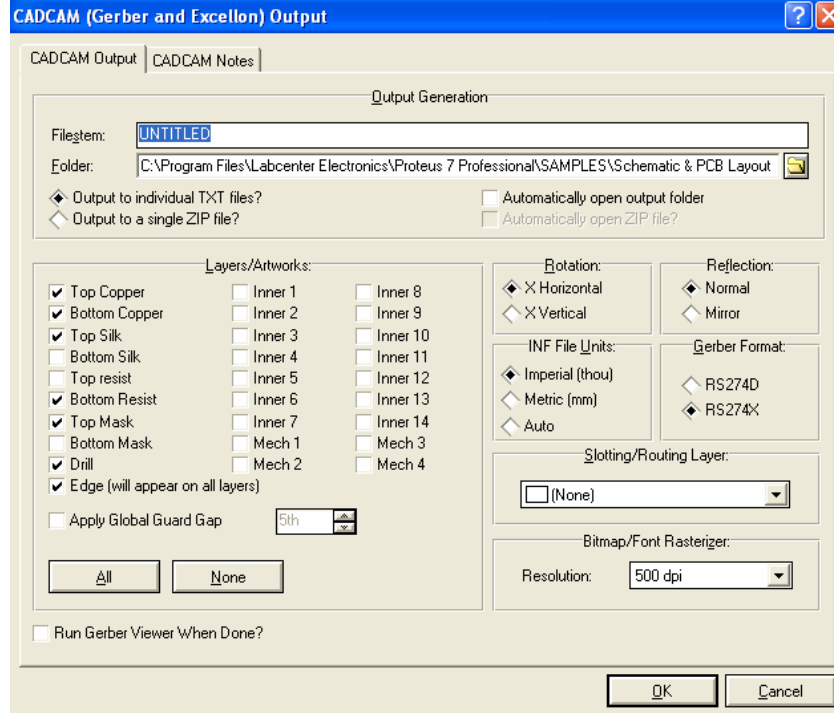 CADCAM (Gerber and Excellon) Output
CADCAM Output CADCAM Notes
Output Generation
Filestem: UNTITLED
Folder: C:\Program Files\Labcenter Electronics\Proteus 7 Professional\SAMPLES\Schematic & PCB Layout
Output to individual TXT files? Automatically open output folder
Output to a single ZIP file? Automatically open ZIP file?
Layers/Artworks:
Top Copper Inner 1 Inner 8
Bottom Copper Inner 2 Inner 9
Top Silk Inner 3 Inner 10
Bottom Silk Inner 4 Inner 11
Top resist Inner 5 Inner 12
Bottom Resist Inner 6 Inner 13
Top Mask Inner 7 Inner 14
Bottom Mask Mech 1 Mech 3
Drill Mech 2 Mech 4
Edge (will appear on all layers)
Apply Global Guard Gap 5th
All None
Rotation:
X Horizontal
X Vertical
Reflection:
Normal
Mirror
INF File Units:
Imperial (thou)
Metric (mm)
Auto
Gerber Format:
RS274D
RS274X
Slotting/Routing Layer:
(None)
Bitmap/Font Rasterizer:
Resolution: 500 dpi
Run Gerber Viewer When Done?
OK Cancel